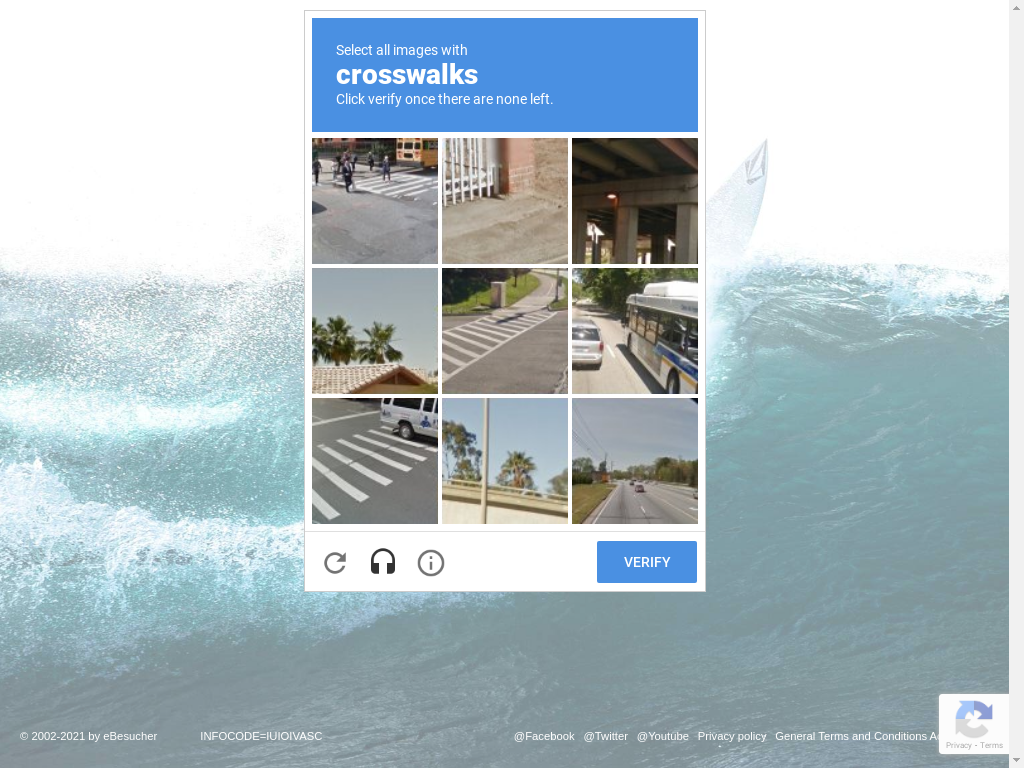 Select all images with
crosswalks
Click verify once there are none left.
VERIFY
© 2002-2021 by eBesucher INFOCODE=IUIOIVASC @Facebook @Twitter @Youtube Privacy policy General Terms and Conditions
Privacy - Terms